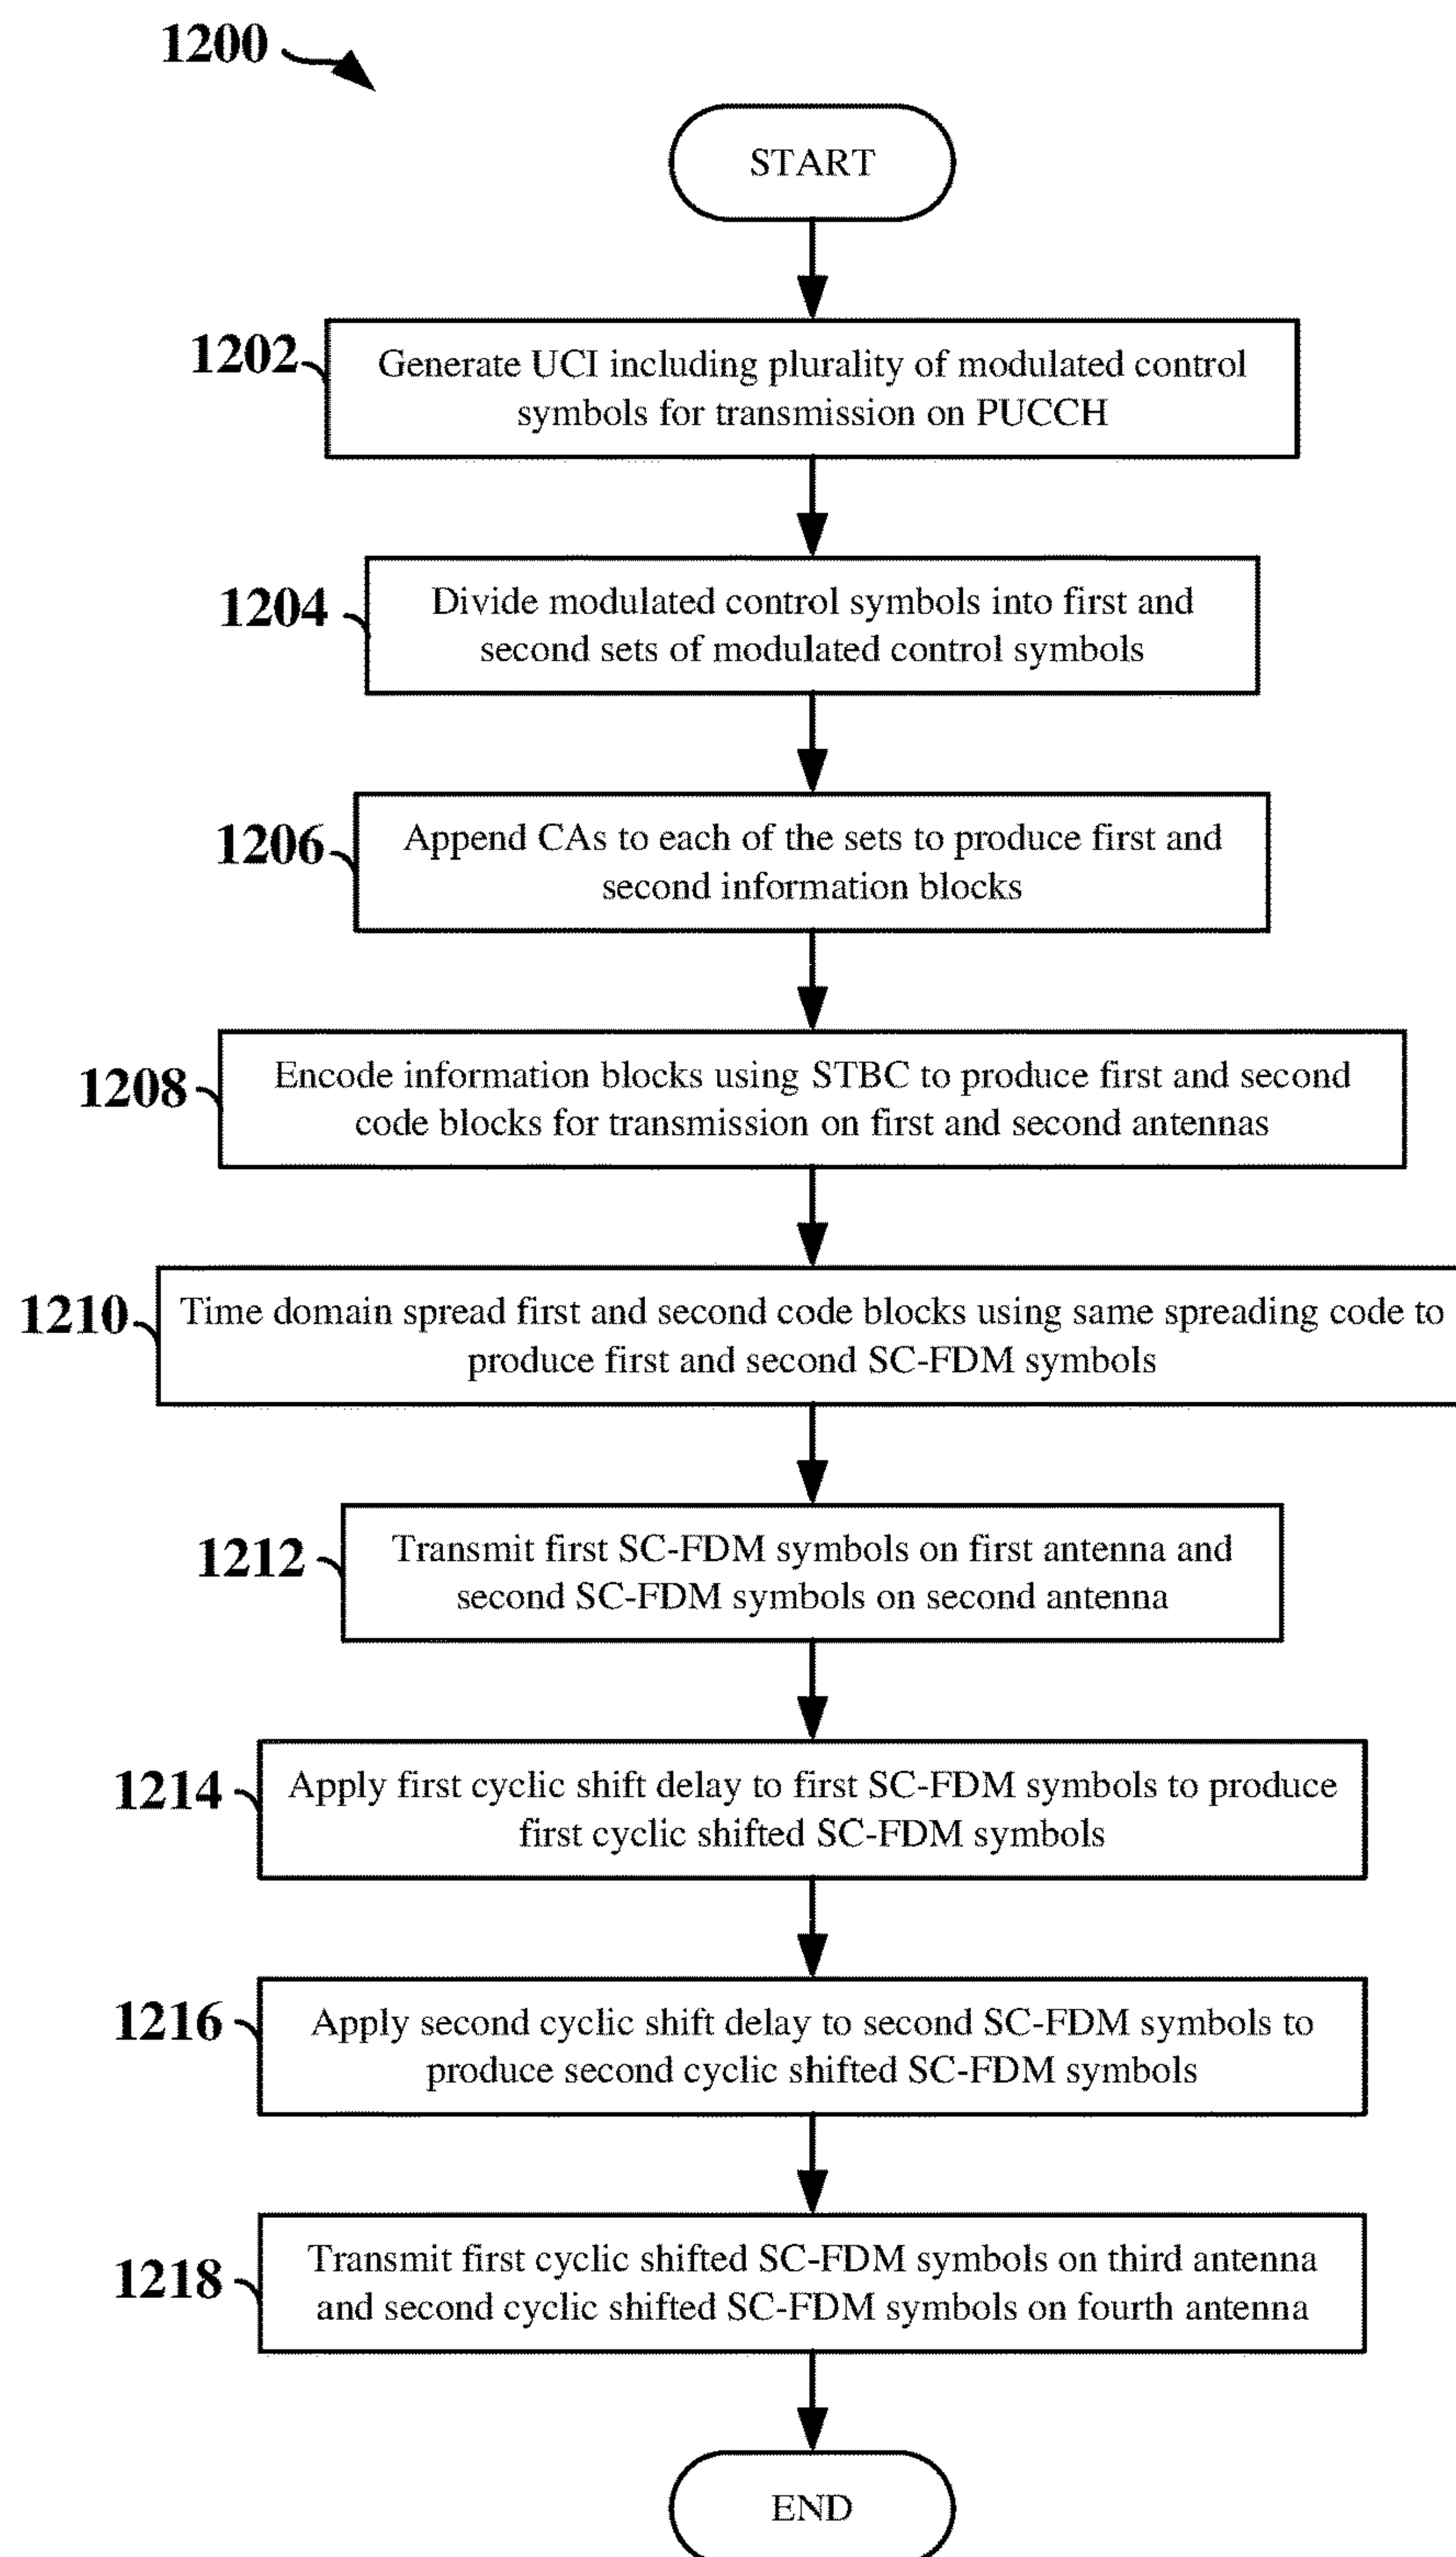 1200
START
1202
Generate UCI including plurality of modulated control
symbols for transmission on PUCCH
1204
Divide modulated control symbols into first and
second sets of modulated control symbols
1206
Append CAs to each of the sets to produce first and
second information blocks
1208
Encode information blocks using STBC to produce first and second
code blocks for transmission on first and second antennas
1210
Time domain spread first and second code blocks using same spreading code to
produce first and second SC-FDM symbols
1212
Transmit first SC-FDM symbols on first antenna and
second SC-FDM symbols on second antenna
1214
Apply first cyclic shift delay to first SC-FDM symbols to produce
first cyclic shifted SC-FDM symbols
1216
Apply second cyclic shift delay to second SC-FDM symbols to
produce second cyclic shifted SC-FDM symbols
1218
Transmit first cyclic shifted SC-FDM symbols on third antenna
and second cyclic shifted SC-FDM symbols on fourth antenna
END